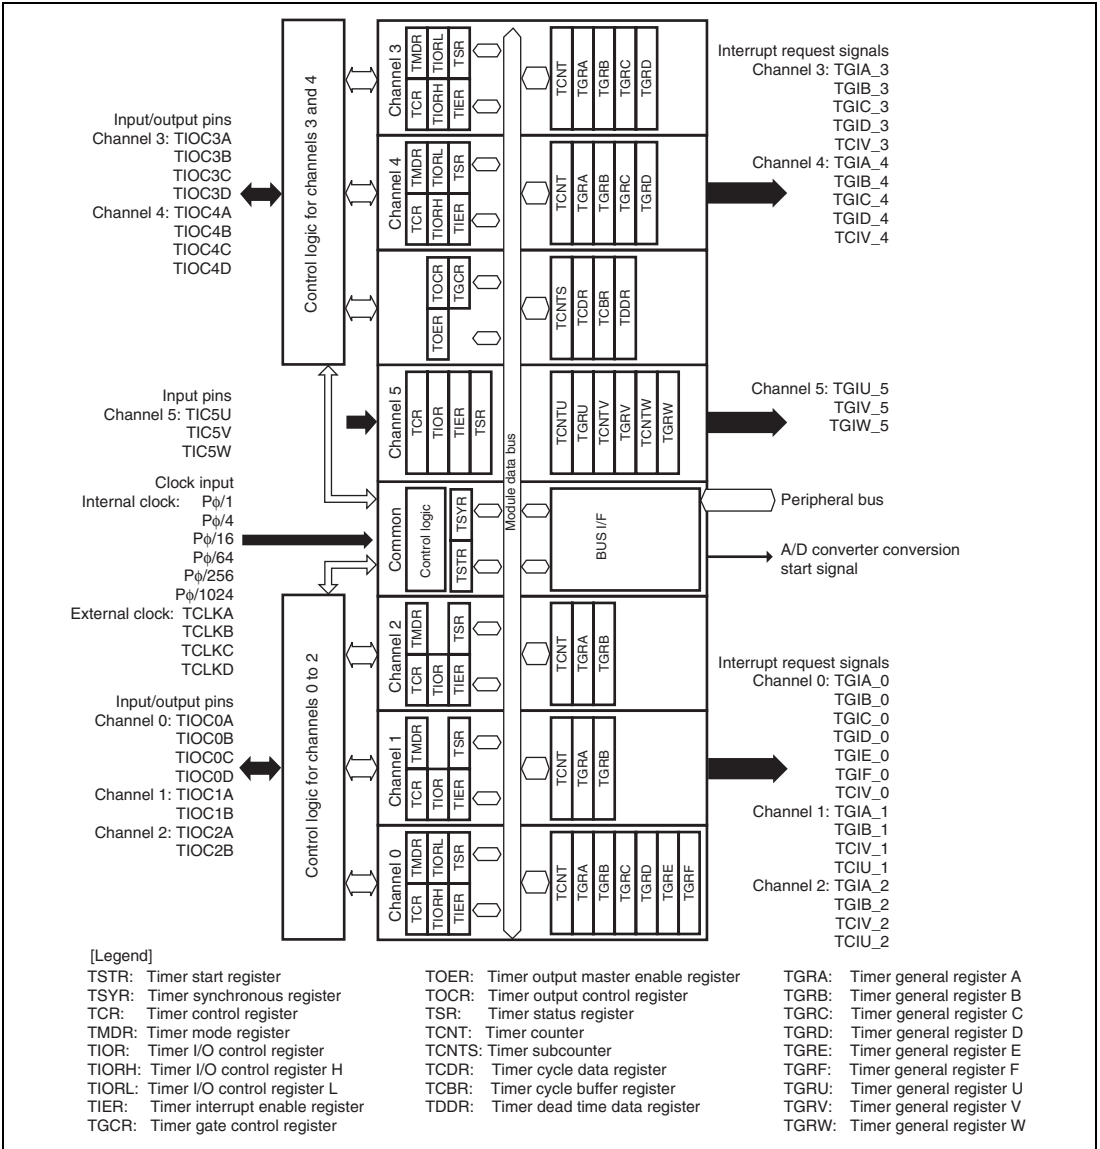 Input/output pins
Channel 3: TIOC3A
TIOC3B
TIOC3C
TIOC3D
Channel 4: TIOC4A
TIOC4B
TIOC4C
TIOC4D
Input pins
Channel 5: TIC5U
TIC5V
TIC5W
Clock input
Internal clock: Pϕ/1
Pϕ/4
Pϕ/16
Pϕ/64
Pϕ/256
Pϕ/1024
External clock: TCLKA
TCLKB
TCLKC
TCLKD
Input/output pins
Channel 0: TIOC0A
TIOC0B
TIOC0C
TIOC0D
Channel 1: TIOC1A
TIOC1B
Channel 2: TIOC2A
TIOC2B
Control logic for channels 3 and 4
Control logic for channels 0 to 2
Channel 3
TCR
TMDR
TIORH
TIORL
TIER
TSR
TCNT
TGRA
TGRB
TGRC
TGRD
Channel 4
TCR
TMDR
TIORH
TIORL
TIER
TSR
TCNT
TGRA
TGRB
TGRC
TGRD
TOER
TOCR
TGCR
TCNTS
TCDR
TCBR
TDDR
Channel 5
TCR
TIOR
TIER
TSR
TCNTU
TGRU
TCNTV
TGRV
TCNTW
TGRW
Module data bus
Common
Control logic
TSTR
TSYR
BUS I/F
Channel 2
TCR
TMDR
TIOR
TIER
TSR
TCNT
TGRA
TGRB
Channel 1
TCR
TMDR
TIOR
TIER
TSR
TCNT
TGRA
TGRB
Channel 0
TCR
TMDR
TIORH
TIORL
TIER
TSR
TCNT
TGRA
TGRB
TGRC
TGRD
TGRE
TGRF
Interrupt request signals
Channel 3: TGIA_3
TGIB_3
TGIC_3
TGID_3
TCIV_3
Channel 4: TGIA_4
TGIB_4
TGIC_4
TGID_4
TCIV_4
Channel 5: TGIU_5
TGIV_5
TGIW_5
Peripheral bus
A/D converter conversion
start signal
Interrupt request signals
Channel 0: TGIA_0
TGIB_0
TGIC_0
TGID_0
TGIE_0
TGIF_0
TCIV_0
Channel 1: TGIA_1
TGIB_1
TCIV_1
TCIU_1
Channel 2: TGIA_2
TGIB_2
TCIV_2
TCIU_2
[Legend]
TSTR: Timer start register
TSYR: Timer synchronous register
TCR: Timer control register
TMDR: Timer mode register
TIOR: Timer I/O control register
TIORH: Timer I/O control register H
TIORL: Timer I/O control register L
TIER: Timer interrupt enable register
TGCR: Timer gate control register
TOER: Timer output master enable register
TOCR: Timer output control register
TSR: Timer status register
TCNT: Timer counter
TCNTS: Timer subcounter
TCDR: Timer cycle data register
TCBR: Timer cycle buffer register
TDDR: Timer dead time data register
TGRA: Timer general register A
TGRB: Timer general register B
TGRC: Timer general register C
TGRD: Timer general register D
TGRE: Timer general register E
TGRF: Timer general register F
TGRU: Timer general register U
TGRV: Timer general register V
TGRW: Timer general register W